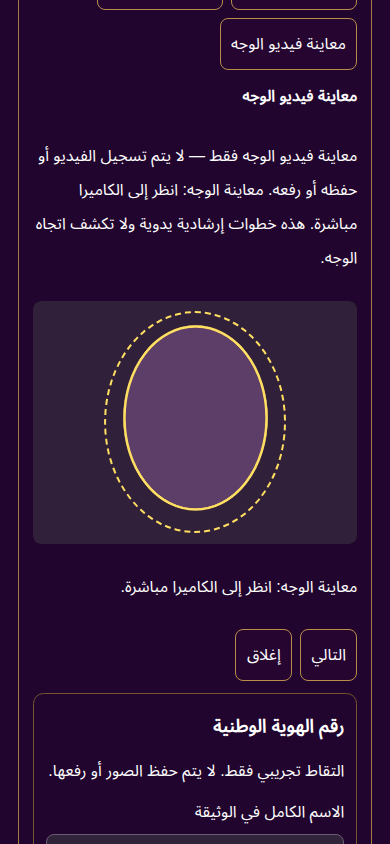 معاينة فيديو الوجه
معاينة فيديو الوجه
معاينة فيديو الوجه فقط — لا يتم تسجيل الفيديو أو
حفظه أو رفعه. معاينة الوجه: انظر إلى الكاميرا
مباشرة. هذه خطوات إرشادية يدوية ولا تكشف اتجاه
الوجه.
معاينة الوجه: انظر إلى الكاميرا مباشرة.
التالي إغلاق
رقم الهوية الوطنية
التقاط تجريبي فقط. لا يتم حفظ الصور أو رفعها.
الاسم الكامل في الوثيقة